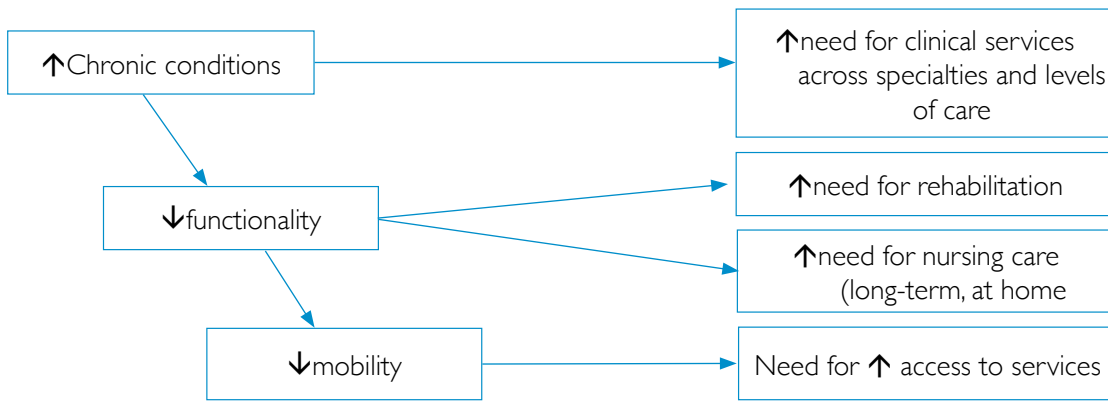 ↑Chronic conditions
↑need for clinical services
across specialties and levels
of care
↓functionality
↑need for rehabilitation
↑need for nursing care
(long-term, at home
↓mobility
Need for ↑ access to services